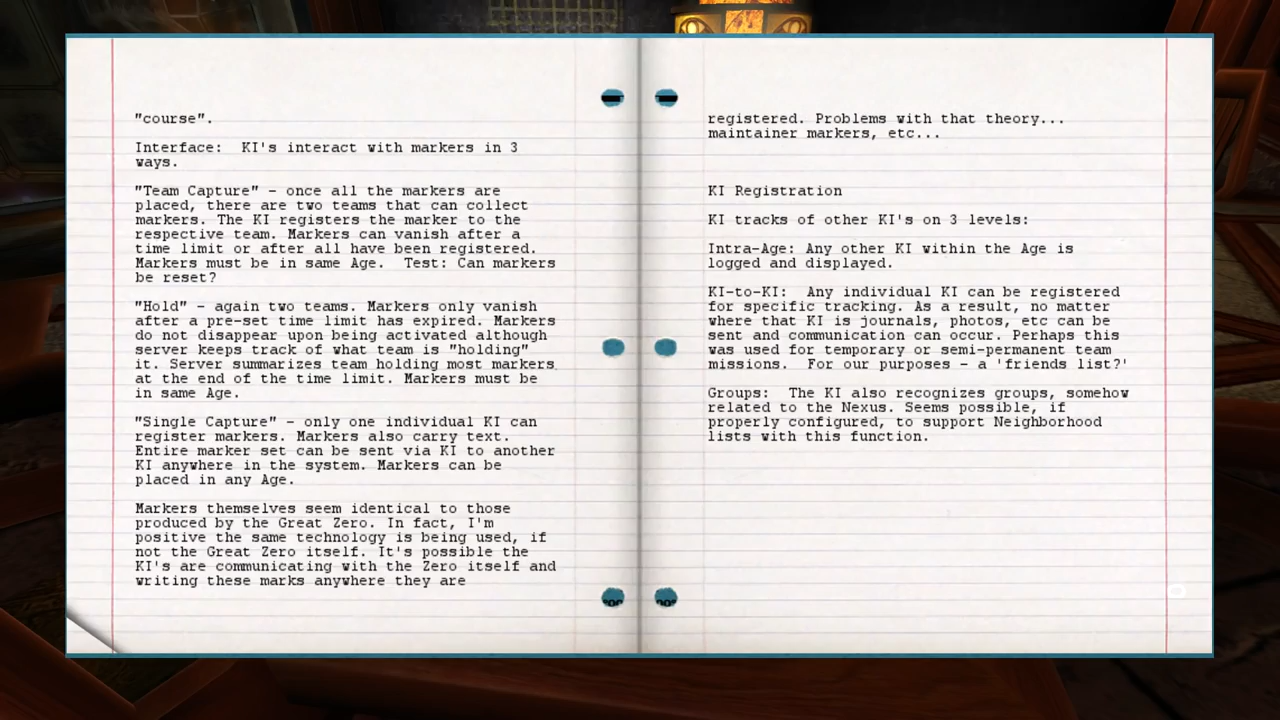 "course".
Interface:  KI's interact with markers in 3
ways.
"Team Capture" - once all the markers are
placed, there are two teams that can collect
markers. The KI registers the marker to the
respective team. Markers can vanish after a
time limit or after all have been registered.
Markers must be in same Age.  Test: Can markers
be reset?
"Hold" - again two teams. Markers only vanish
after a pre-set time limit has expired. Markers
do not disappear upon being activated although
server keeps track of what team is "holding"
it. Server summarizes team holding most markers
at the end of the time limit. Markers must be
in same Age.
"Single Capture" - only one individual KI can
register markers. Markers also carry text.
Entire marker set can be sent via KI to another
KI anywhere in the system. Markers can be
placed in any Age.
Markers themselves seem identical to those
produced by the Great Zero. In fact, I'm
positive the same technology is being used, if
not the Great Zero itself. It's possible the
KI's are communicating with the Zero itself and
writing these marks anywhere they are
registered. Problems with that theory...
maintainer markers, etc...
KI Registration
KI tracks of other KI's on 3 levels:
Intra-Age: Any other KI within the Age is
logged and displayed.
KI-to-KI:  Any individual KI can be registered
for specific tracking. As a result, no matter
where that KI is journals, photos, etc can be
sent and communication can occur. Perhaps this
was used for temporary or semi-permanent team
missions.  For our purposes - a 'friends list?'
Groups:  The KI also recognizes groups, somehow
related to the Nexus. Seems possible, if
properly configured, to support Neighborhood
lists with this function.